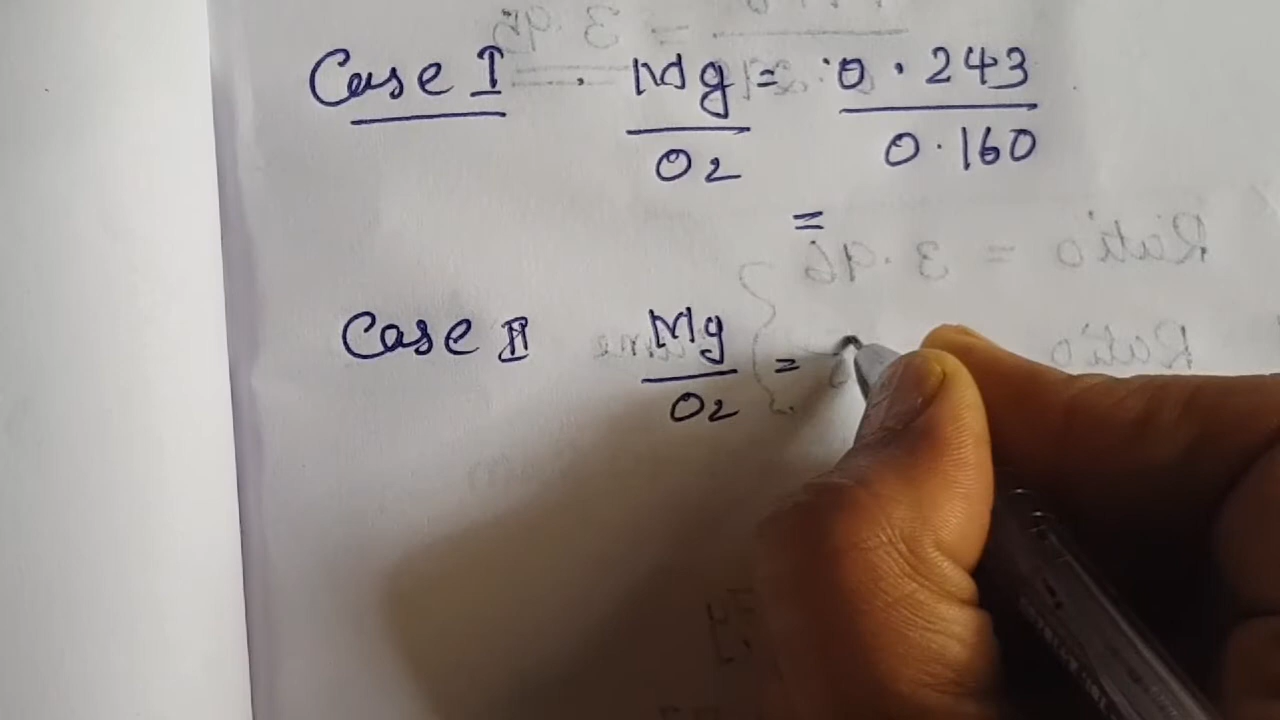 Case I . Mg = 0.243
O2 0.160
=
Case II Mg =
O2